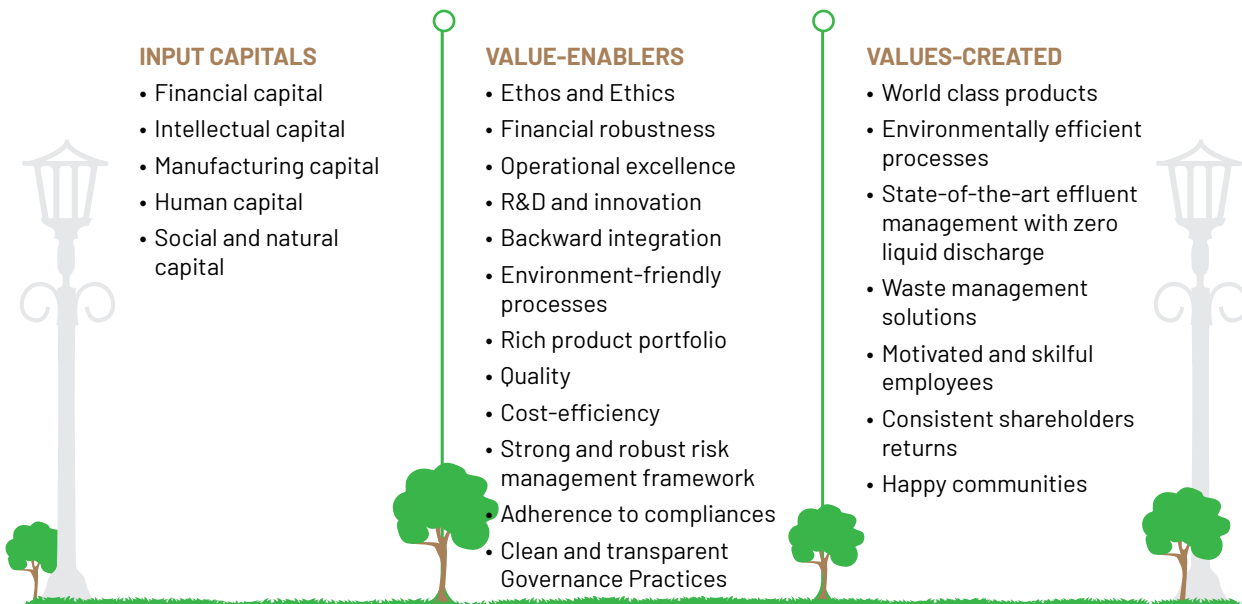 INPUT CAPITALS
• Financial capital
• Intellectual capital
• Manufacturing capital
• Human capital
• Social and natural
capital
VALUE-ENABLERS
• Ethos and Ethics
• Financial robustness
• Operational excellence
• R&D and innovation
• Backward integration
• Environment-friendly
processes
• Rich product portfolio
• Quality
• Cost-efficiency
• Strong and robust risk
management framework
• Adherence to compliances
• Clean and transparent
Governance Practices
VALUES-CREATED
• World class products
• Environmentally efficient
processes
• State-of-the-art effluent
management with zero
liquid discharge
• Waste management
solutions
• Motivated and skilful
employees
• Consistent shareholders
returns
• Happy communities